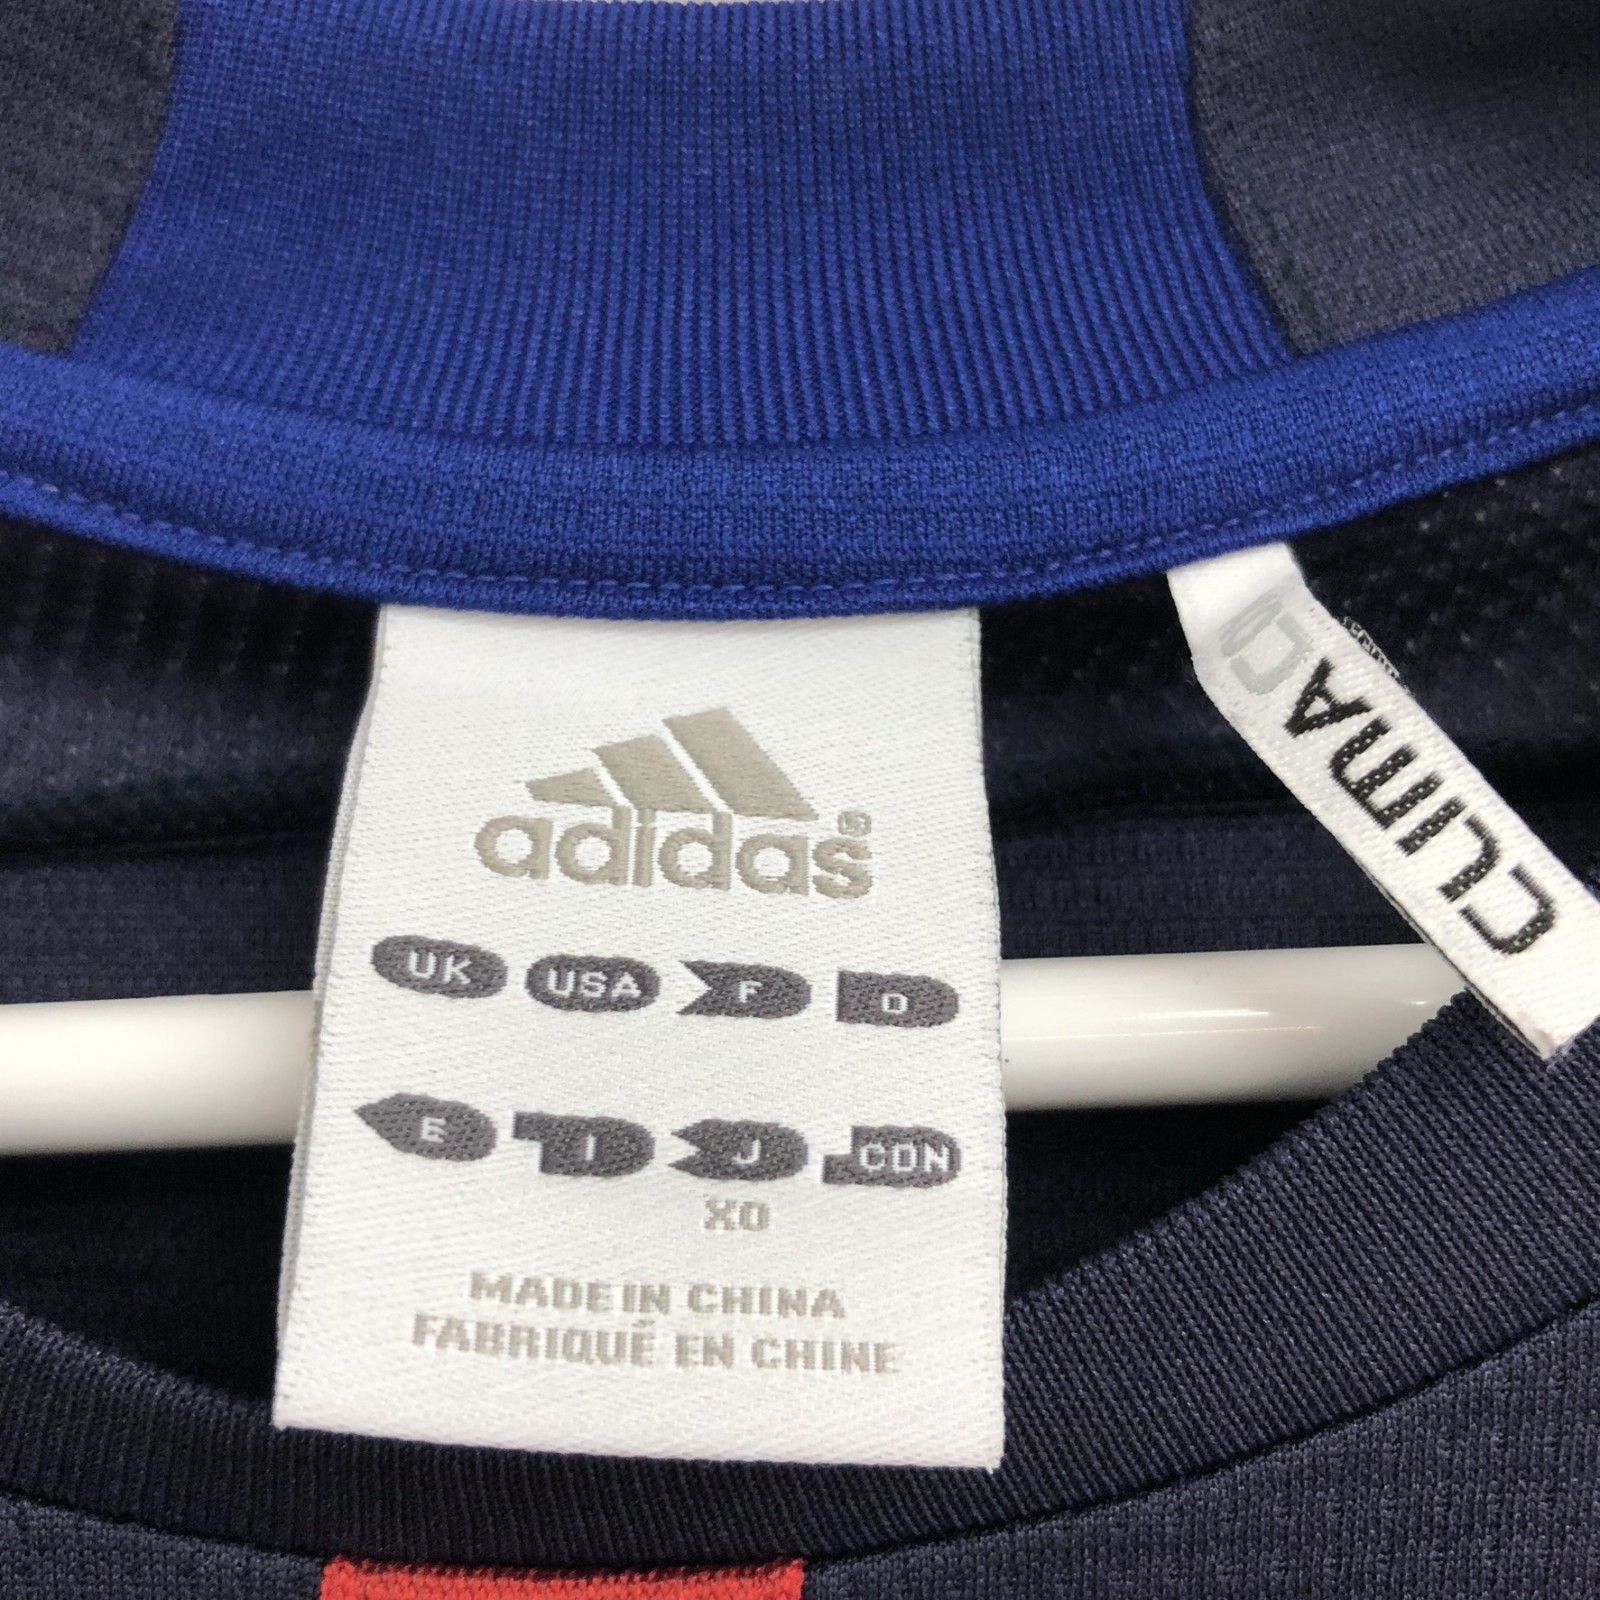 adidas®
UK USA F D
E I J CDN
XO
MADE IN CHINA
FABRIQUÉ EN CHINE
CLIMA